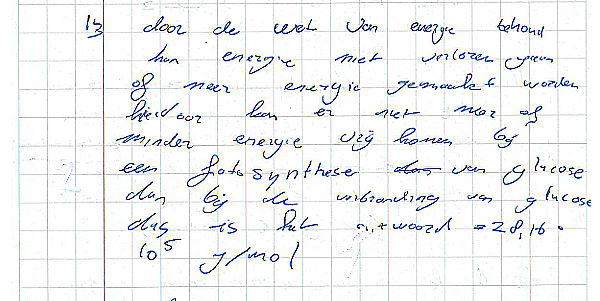 13 door de wet van energie behoud
kan energie niet verloren gaan
of meer energie gemaakt worden
hierdoor kan er niet meer of
minder energie vrij komen bij
een fotosynthese van glucose
dan bij de verbranding van glucose
dus is het antwoord = 28,16 ·
10^5 J/mol